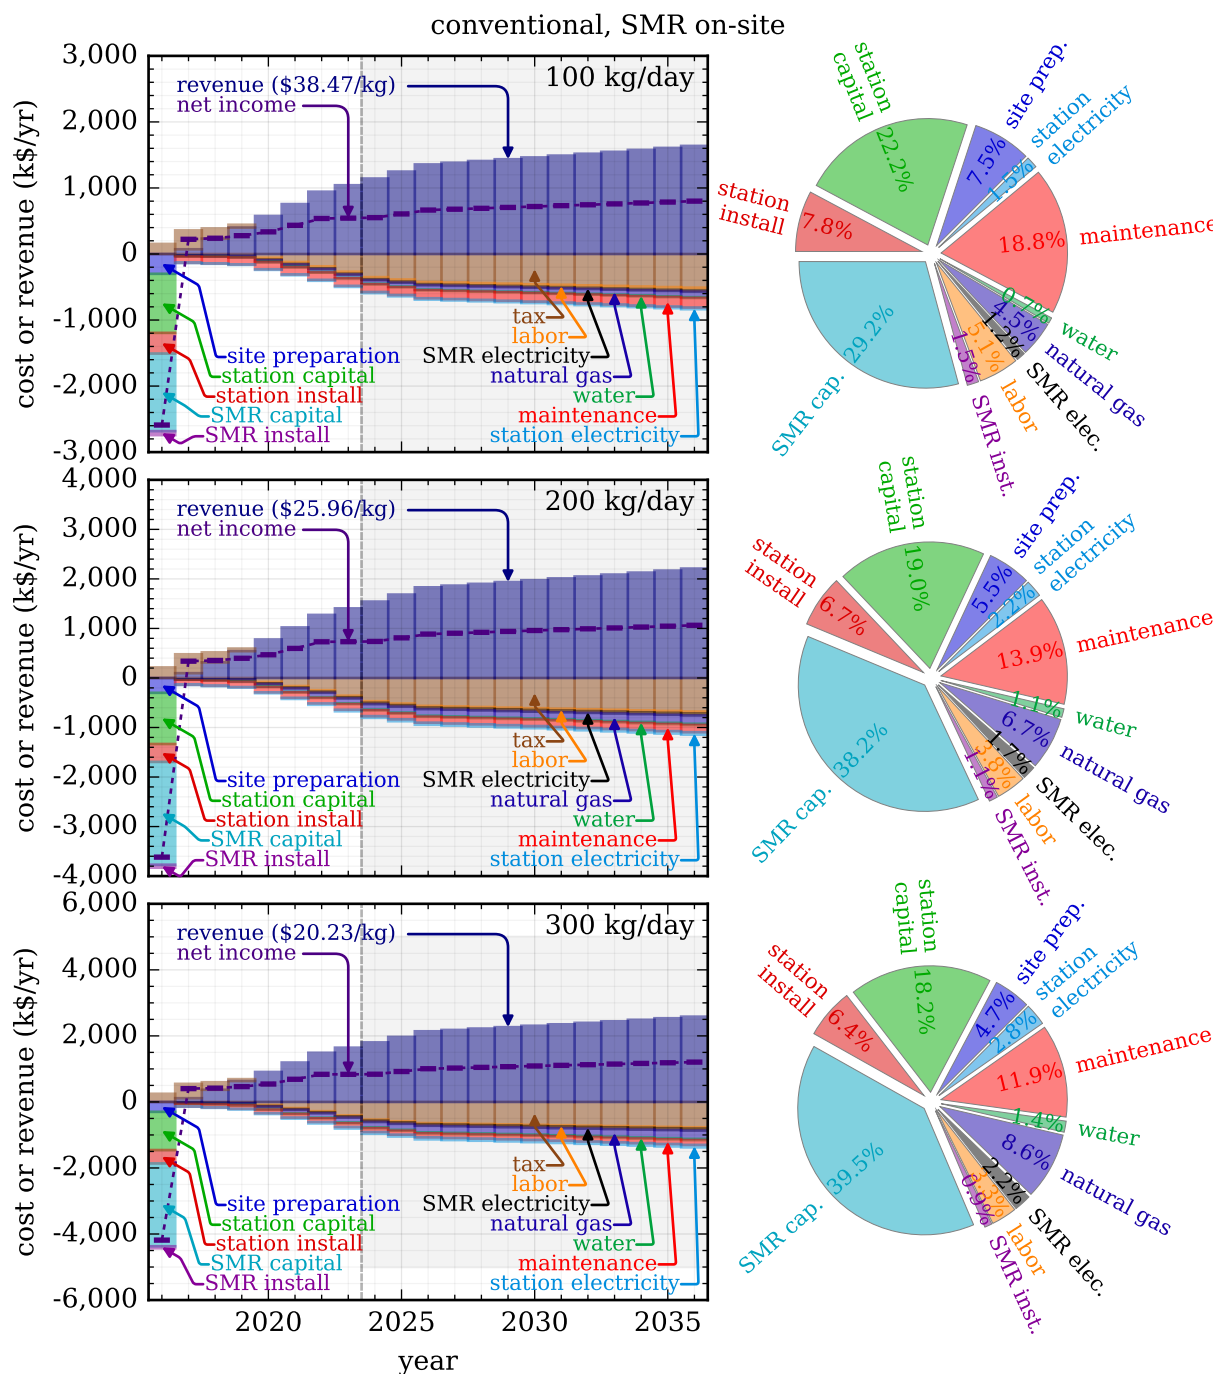 conventional, SMR on-site
3,000
2,000
1,000
0
-1,000
-2,000
-3,000
cost or revenue (k$/yr)
100 kg/day
revenue ($38.47/kg)
net income
site preparation
station capital
station install
SMR capital
SMR install
tax
labor
SMR electricity
natural gas
water
maintenance
station electricity
station
capital
22.2%
site prep.
7.5%
station
electricity
1.5%
maintenance
18.8%
water
0.7%
natural gas
4.5%
SMR elec.
1.2%
labor
5.1%
SMR inst.
1.5%
SMR cap.
29.2%
station
install
7.8%
4,000
3,000
2,000
1,000
0
-1,000
-2,000
-3,000
-4,000
cost or revenue (k$/yr)
200 kg/day
revenue ($25.96/kg)
net income
site preparation
station capital
station install
SMR capital
SMR install
tax
labor
SMR electricity
natural gas
water
maintenance
station electricity
station
capital
19.0%
site prep.
5.5%
station
electricity
2.2%
maintenance
13.9%
water
1.1%
natural gas
6.7%
SMR elec.
1.7%
labor
3.8%
SMR inst.
1.1%
SMR cap.
38.2%
station
install
6.7%
6,000
4,000
2,000
0
-2,000
-4,000
-6,000
cost or revenue (k$/yr)
300 kg/day
revenue ($20.23/kg)
net income
site preparation
station capital
station install
SMR capital
SMR install
tax
labor
SMR electricity
natural gas
water
maintenance
station electricity
2020
2025
2030
2035
year
station
capital
18.2%
site prep.
4.7%
station
electricity
2.8%
maintenance
11.9%
water
1.4%
natural gas
8.6%
SMR elec.
2.2%
labor
3.3%
SMR inst.
0.9%
SMR cap.
39.5%
station
install
6.4%